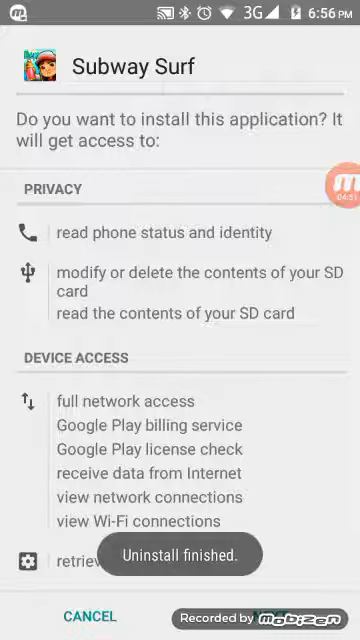 3G 6:56 PM
Subway Surf
Do you want to install this application? It
will get access to:
PRIVACY
04:51
read phone status and identity
modify or delete the contents of your SD
card
read the contents of your SD card
DEVICE ACCESS
full network access
Google Play billing service
Google Play license check
receive data from Internet
view network connections
view Wi-Fi connections
Uninstall finished.
CANCEL
Recorded by mobizen